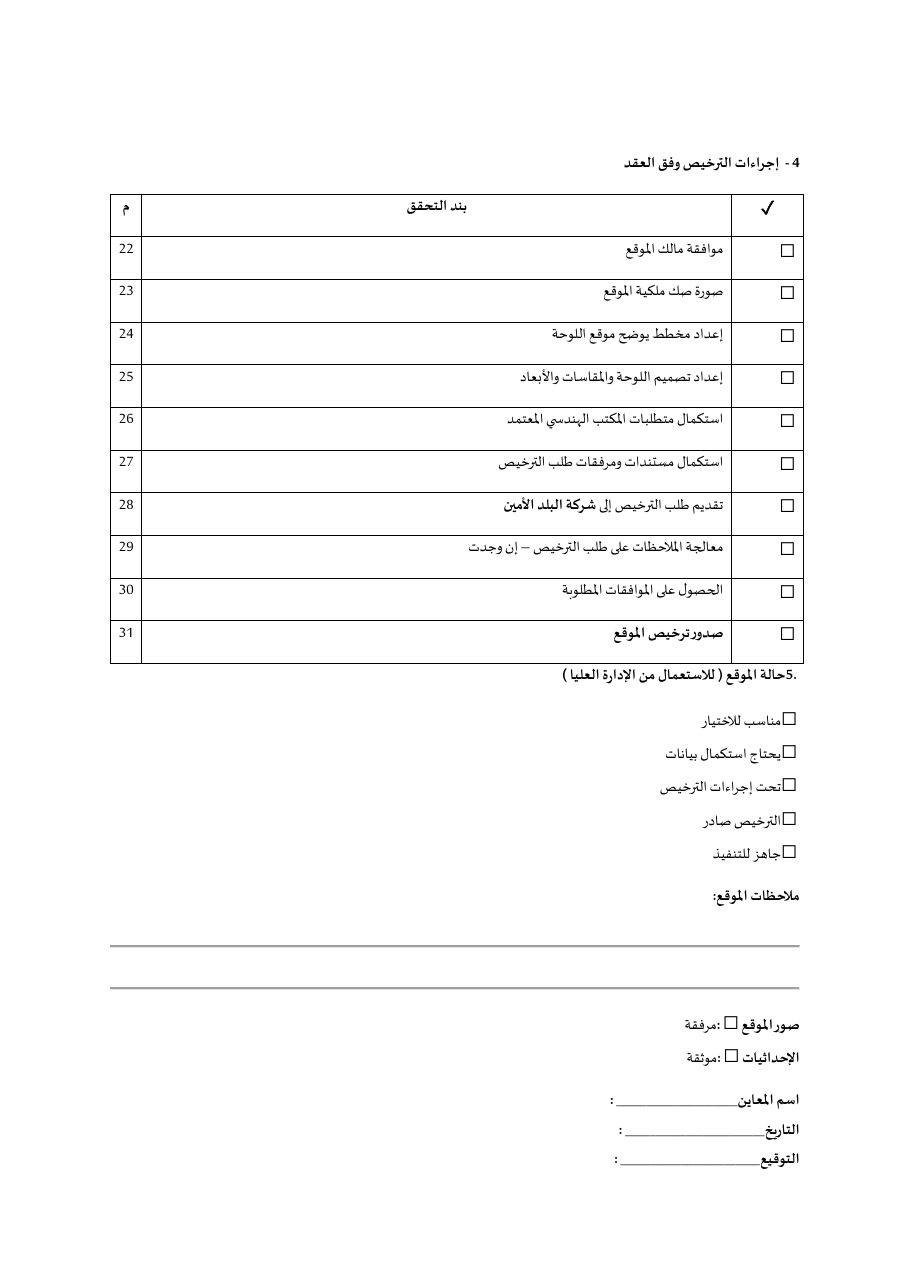 4 - إجراءات الترخيص وفق العقد
✓ بند التحقق م
☐ موافقة مالك الموقع 22
☐ صورة صك ملكية الموقع 23
☐ إعداد مخطط يوضح موقع اللوحة 24
☐ إعداد تصميم اللوحة والمقاسات والأبعاد 25
☐ استكمال متطلبات المكتب الهندسي المعتمد 26
☐ استكمال مستندات ومرفقات طلب الترخيص 27
☐ تقديم طلب الترخيص إلى شركة البلد الأمين 28
☐ معالجة الملاحظات على طلب الترخيص – إن وجدت 29
☐ الحصول على الموافقات المطلوبة 30
☐ صدور ترخيص الموقع 31
.5حالة الموقع ( للاستعمال من الإدارة العليا )
☐مناسب للاختيار
☐يحتاج استكمال بيانات
☐تحت إجراءات الترخيص
☐الترخيص صادر
☐جاهز للتنفيذ
ملاحظات الموقع:
صور الموقع ☐ :مرفقة
الإحداثيات ☐ :موثقة
اسم المعاين________________ :
التاريخ__________________ :
التوقيع__________________ :